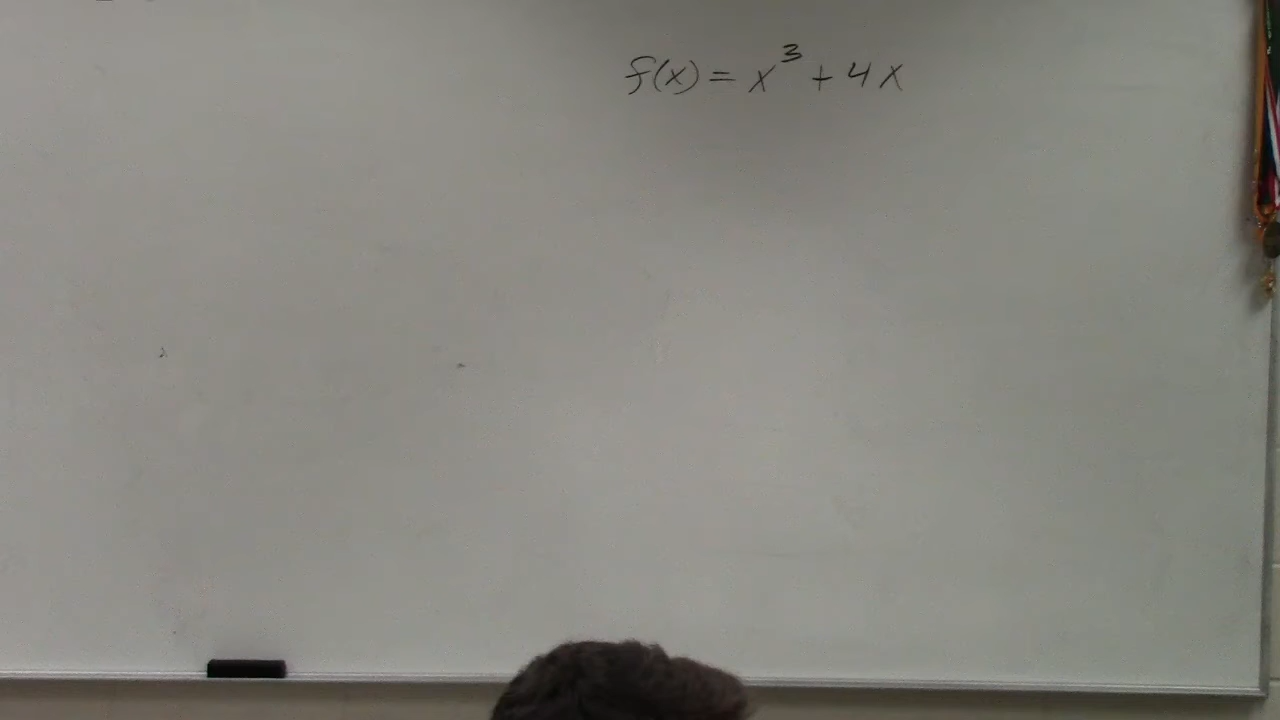 f(x) = x³ + 4x